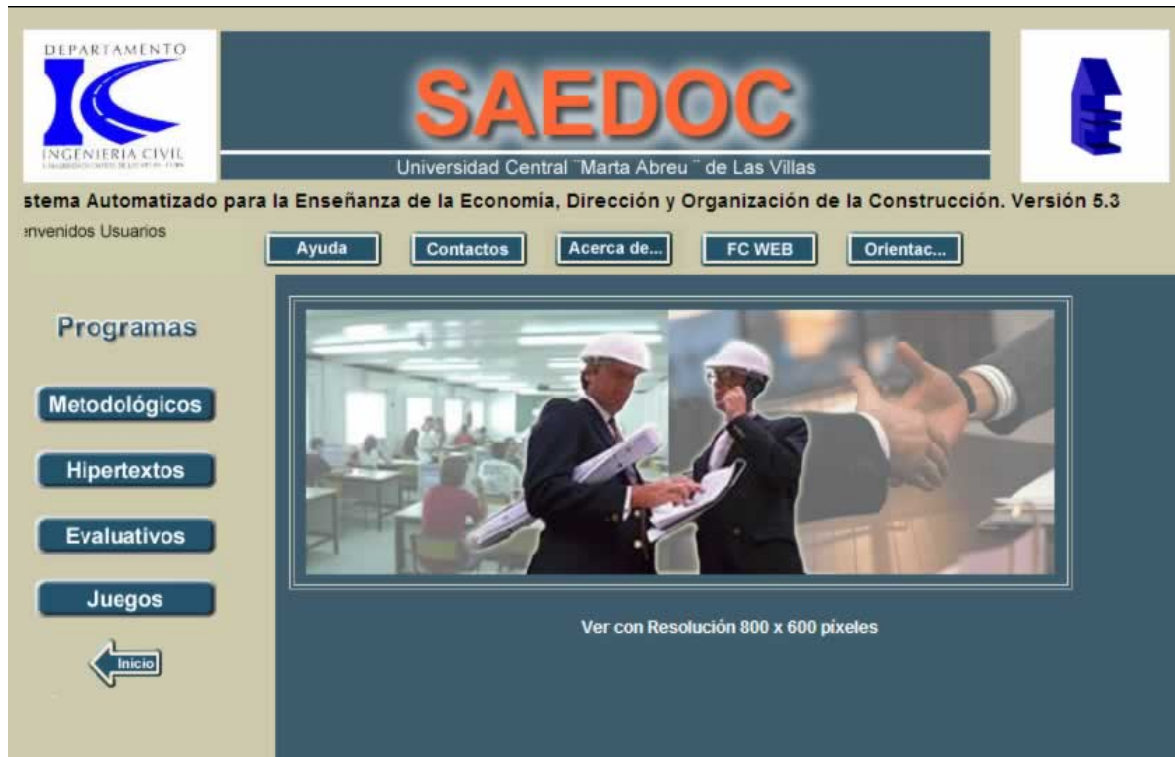 DEPARTAMENTO
INGENIERIA CIVIL
SAEDOC
Universidad Central ¨Marta Abreu ¨ de Las Villas
stema Automatizado para la Enseñanza de la Economía, Dirección y Organización de la Construcción. Versión 5.3
envenidos Usuarios
Ayuda
Contactos
Acerca de...
FC WEB
Orientac...
Programas
Metodológicos
Hipertextos
Evaluativos
Juegos
Inicio
Ver con Resolución 800 x 600 píxeles